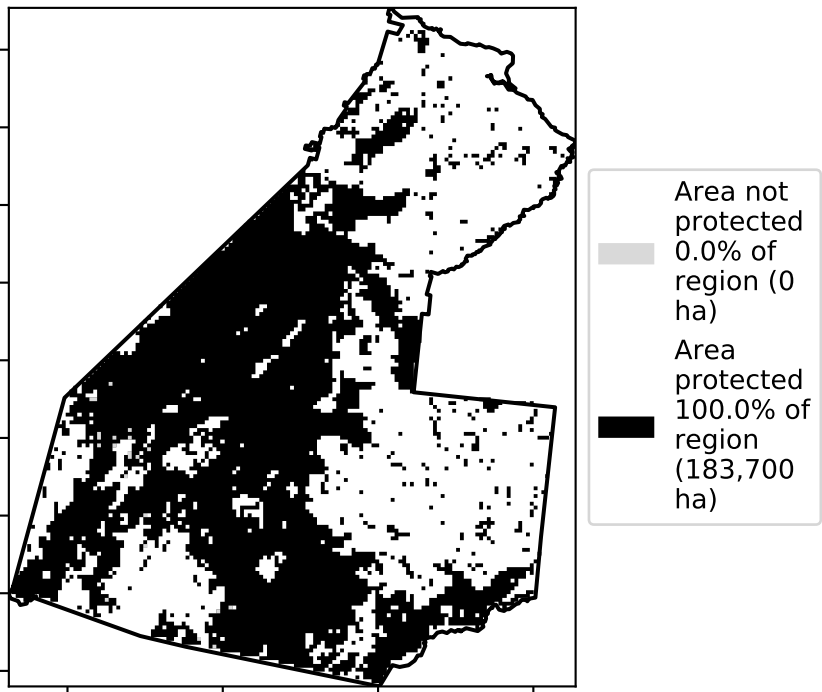 Area not
protected
0.0% of
region (0
ha)
Area
protected
100.0% of
region
(183,700
ha)